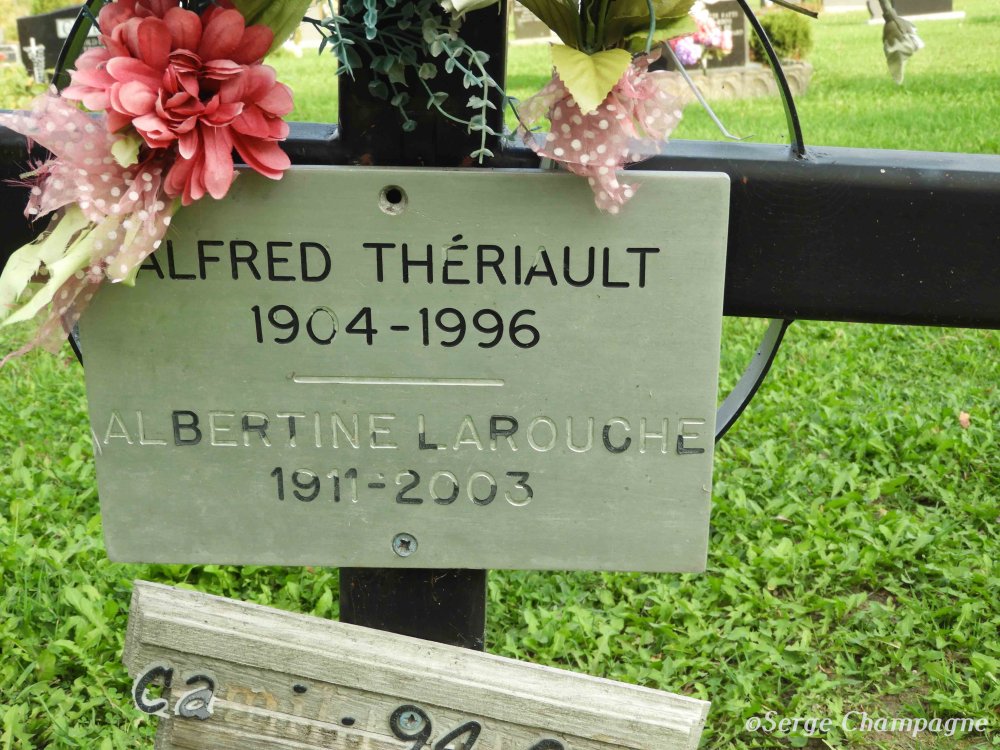 ALFRED THÉRIAULT
1904-1996
ALBERTINE LAROUCHE
1911-2003
©Serge Champagne